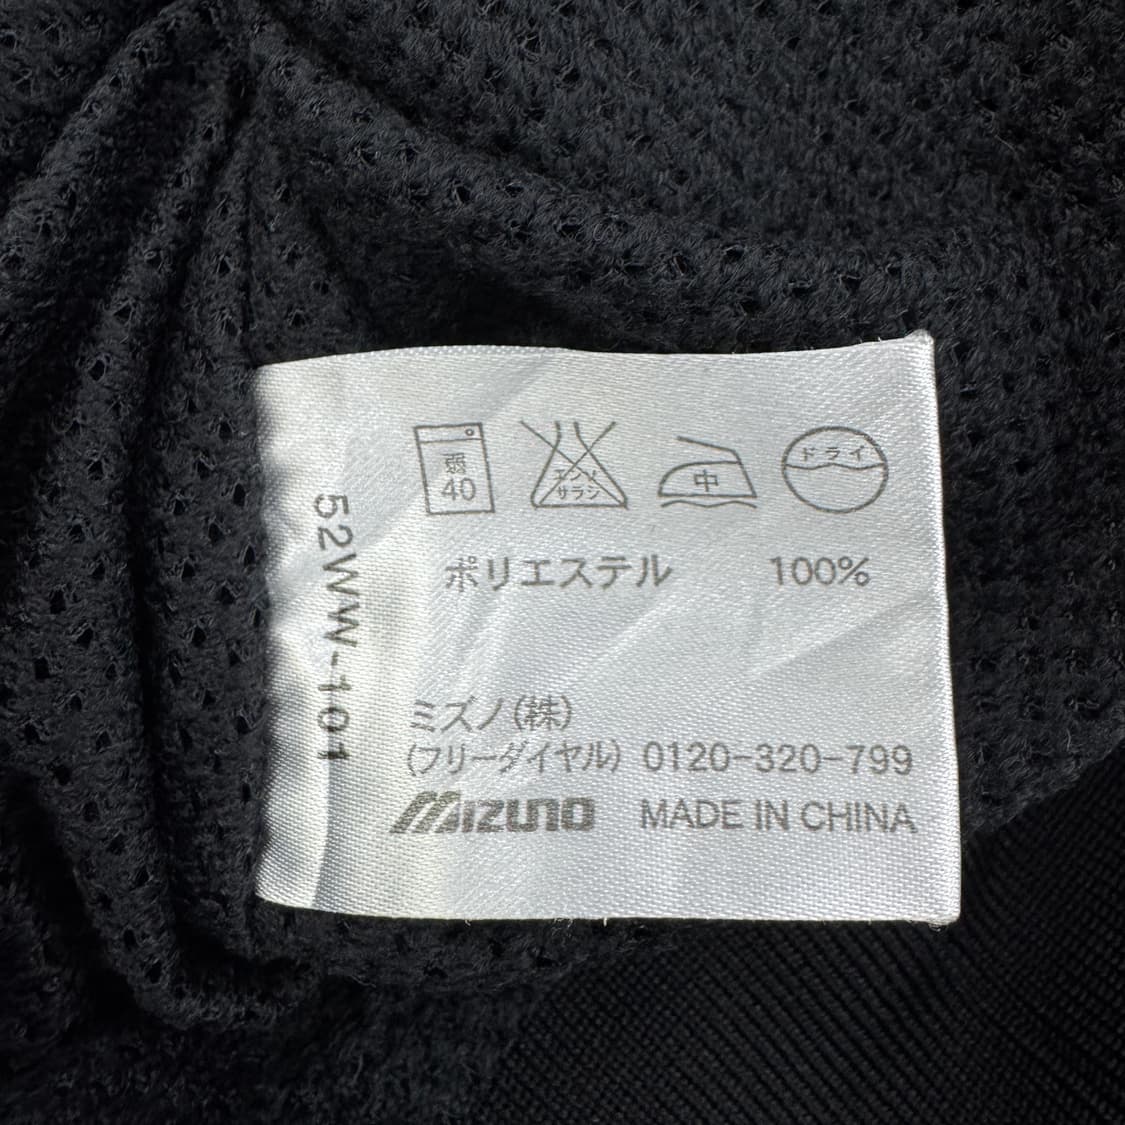 弱
40
エンソ
サラシ
中
ドライ
ポリエステル 100%
ミズノ(株)
(フリーダイヤル) 0120-320-799
MIZUNO MADE IN CHINA
52WW-101